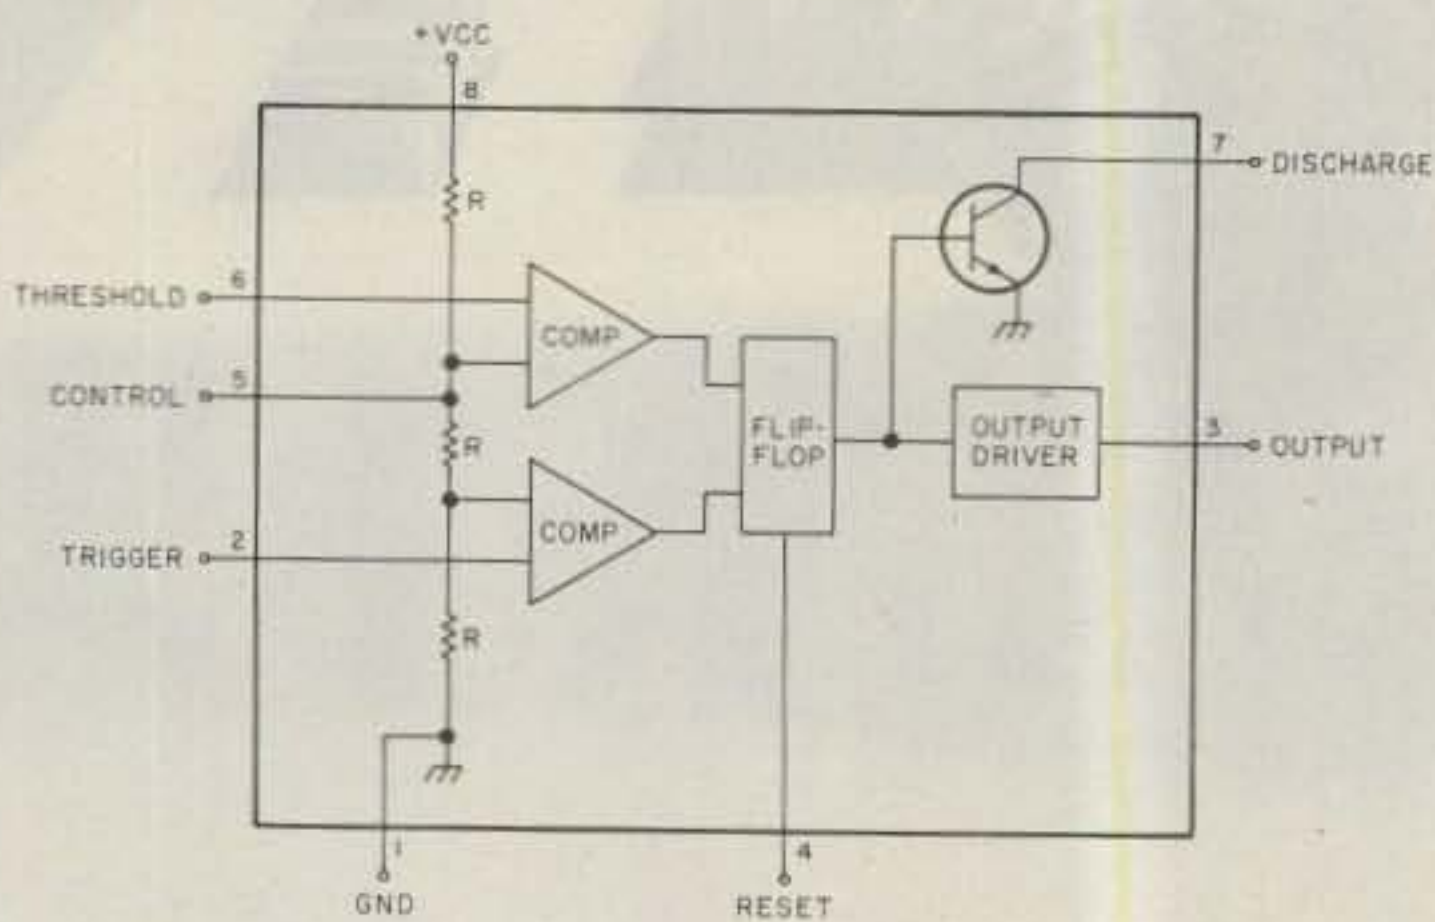 +VCC
8
7
DISCHARGE
R
6
THRESHOLD
COMP
5
CONTROL
R
FLIP-
FLOP
OUTPUT
DRIVER
3
OUTPUT
2
TRIGGER
COMP
R
1
GND
4
RESET